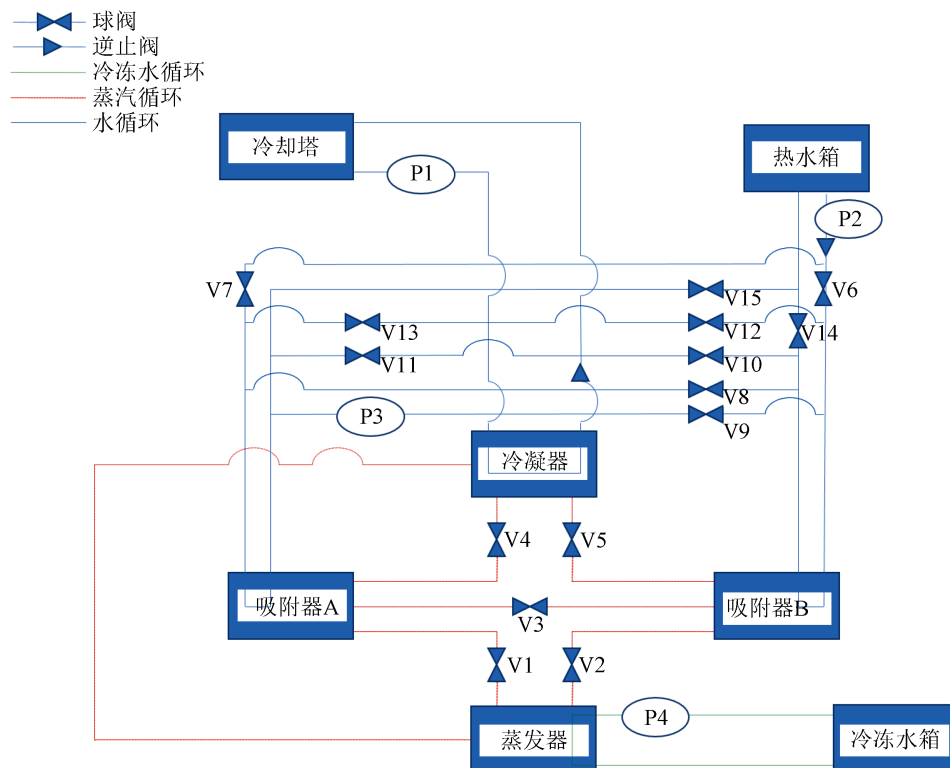 球阀
逆止阀
冷冻水循环
蒸汽循环
水循环
冷却塔
P1
热水箱
P2
V7
V15
V6
V13
V12
V14
V11
V10
V8
P3
V9
冷凝器
V4
V5
吸附器A
V3
吸附器B
V1
V2
P4
蒸发器
冷冻水箱